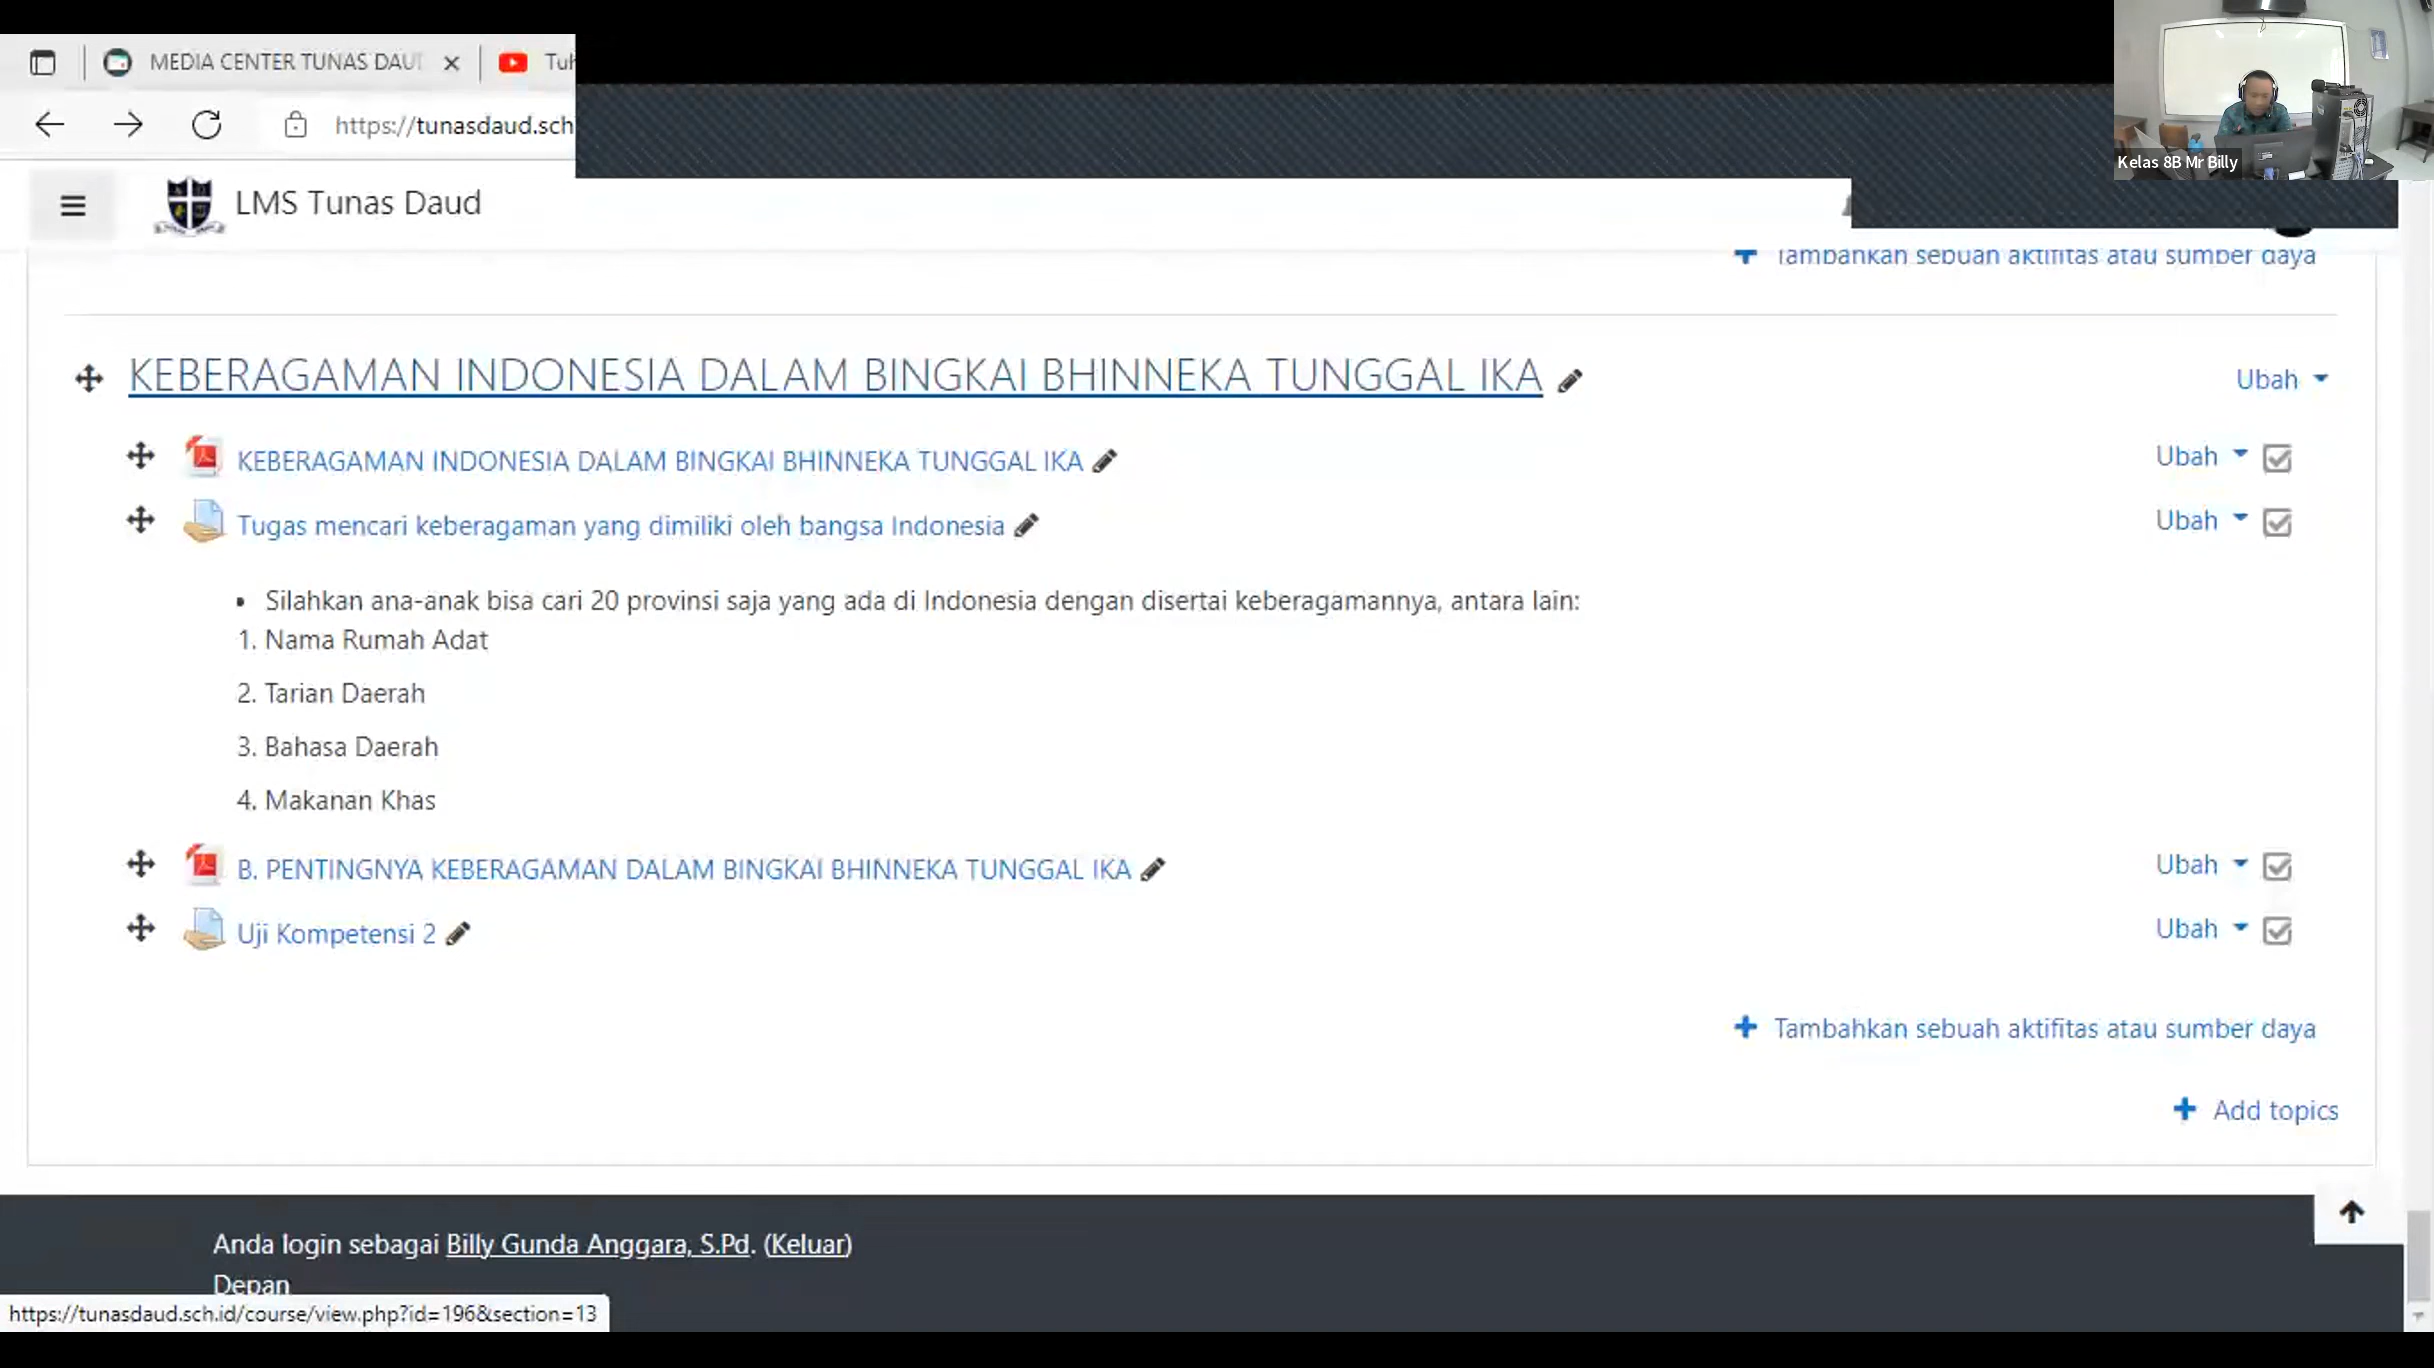 MEDIA CENTER TUNAS DAU
https://tunasdaud.sch
Kelas 8B Mr Billy
LMS Tunas Daud
Tambahkan sebuah aktifitas atau sumber daya
KEBERAGAMAN INDONESIA DALAM BINGKAI BHINNEKA TUNGGAL IKA
Ubah
KEBERAGAMAN INDONESIA DALAM BINGKAI BHINNEKA TUNGGAL IKA
Ubah
Tugas mencari keberagaman yang dimiliki oleh bangsa Indonesia
Ubah
• Silahkan ana-anak bisa cari 20 provinsi saja yang ada di Indonesia dengan disertai keberagamannya, antara lain:
1. Nama Rumah Adat
2. Tarian Daerah
3. Bahasa Daerah
4. Makanan Khas
B. PENTINGNYA KEBERAGAMAN DALAM BINGKAI BHINNEKA TUNGGAL IKA
Ubah
Uji Kompetensi 2
Ubah
Tambahkan sebuah aktifitas atau sumber daya
Add topics
Anda login sebagai Billy Gunda Anggara, S.Pd. (Keluar)
Depan
https://tunasdaud.sch.id/course/view.php?id=196&section=13